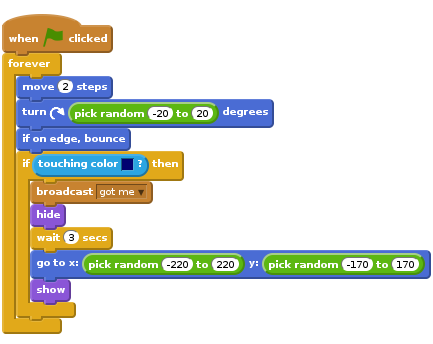 when clicked
forever
move 2 steps
turn pick random -20 to 20 degrees
if on edge, bounce
if touching color ? then
broadcast got me
hide
wait 3 secs
go to x: pick random -220 to 220 y: pick random -170 to 170
show